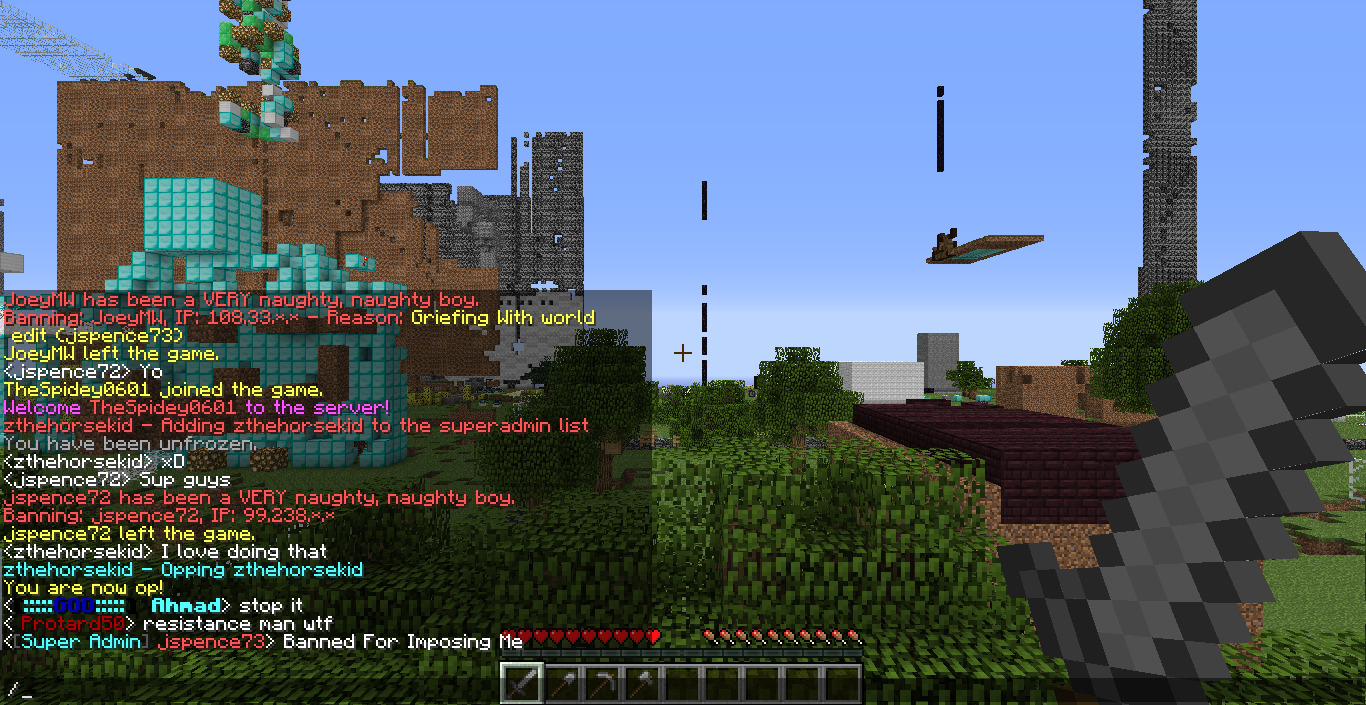 JoeyMW has been a VERY naughty, naughty boy.
Banning: JoeyMW, IP: 108.33.*.* - Reason: Griefing With world
edit (jspence73)
JoeyMW left the game.
<jspence72> Yo
TheSpidey0601 joined the game.
Welcome TheSpidey0601 to the server!
zthehorsekid - Adding zthehorsekid to the superadmin list
You have been unfrozen.
<zthehorsekid> xD
<jspence72> Sup guys
jspence72 has been a VERY naughty, naughty boy.
Banning: jspence72, IP: 99.238.*.*
jspence72 left the game.
<zthehorsekid> I love doing that
zthehorsekid - Opping zthehorsekid
You are now op!
< :::::GOD::::: Ahmad> stop it
< Protard50> resistance man wtf
<[Super Admin] jspence73> Banned For Imposing Me
/_